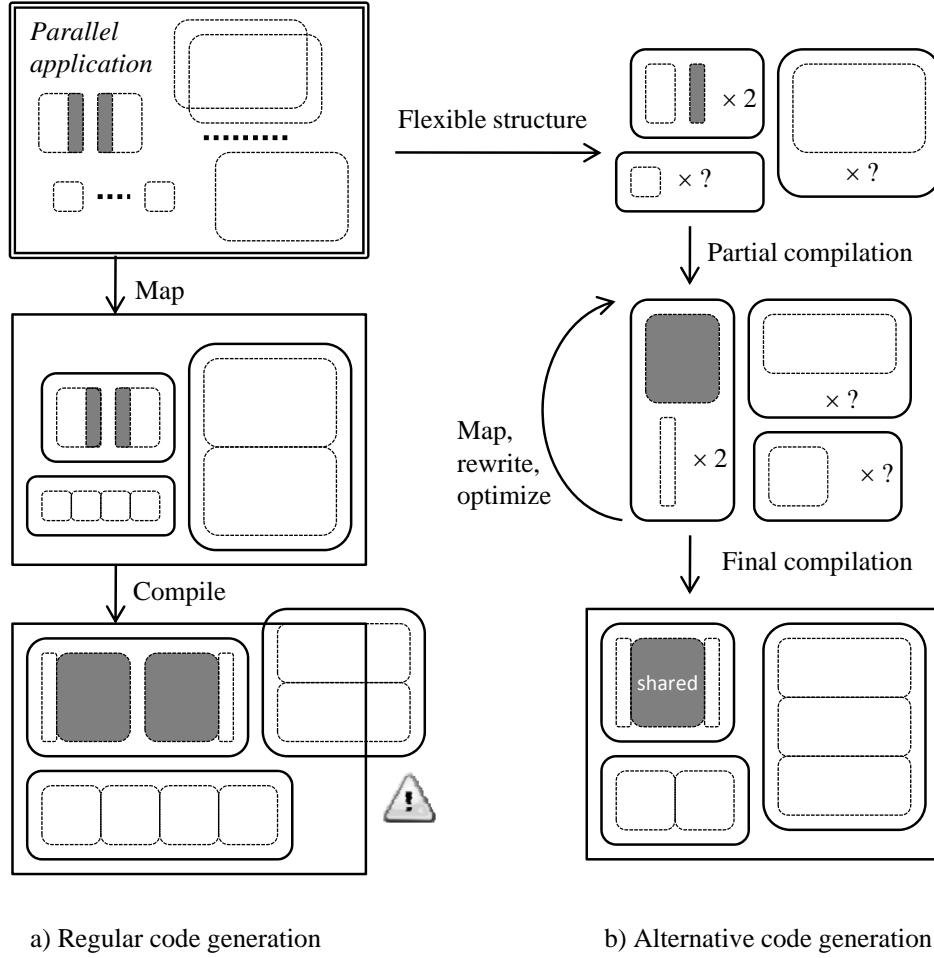 Parallel
application
Flexible structure
× 2
× ?
× ?
Map
Partial compilation
Map,
rewrite,
optimize
× 2
× ?
× ?
Compile
Final compilation
shared
!
a) Regular code generation
b) Alternative code generation